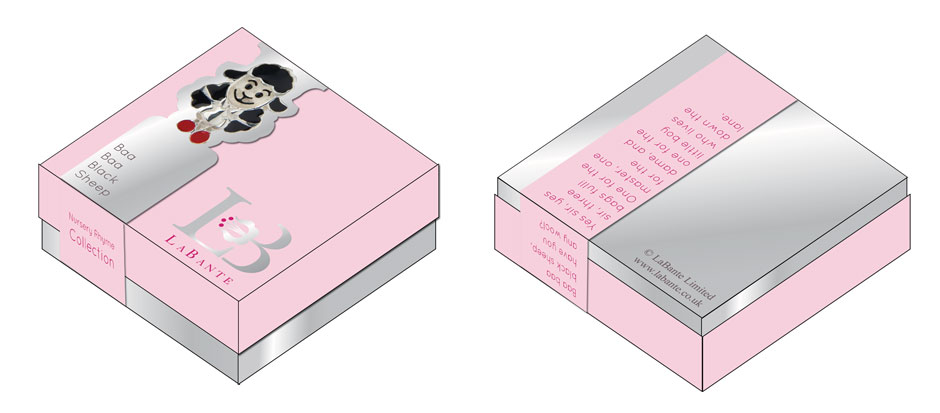 Baa
Baa
Black
Sheep
Nursery Rhyme
Collection
LB
LABANTE
Baa baa
black sheep,
have you
any wool?
Yes sir, yes
sir, three
bags full!
One for the
master, one
for the
dame, and
one for the
little boy
who lives
down the
lane.
© LaBante Limited
www.labante.co.uk